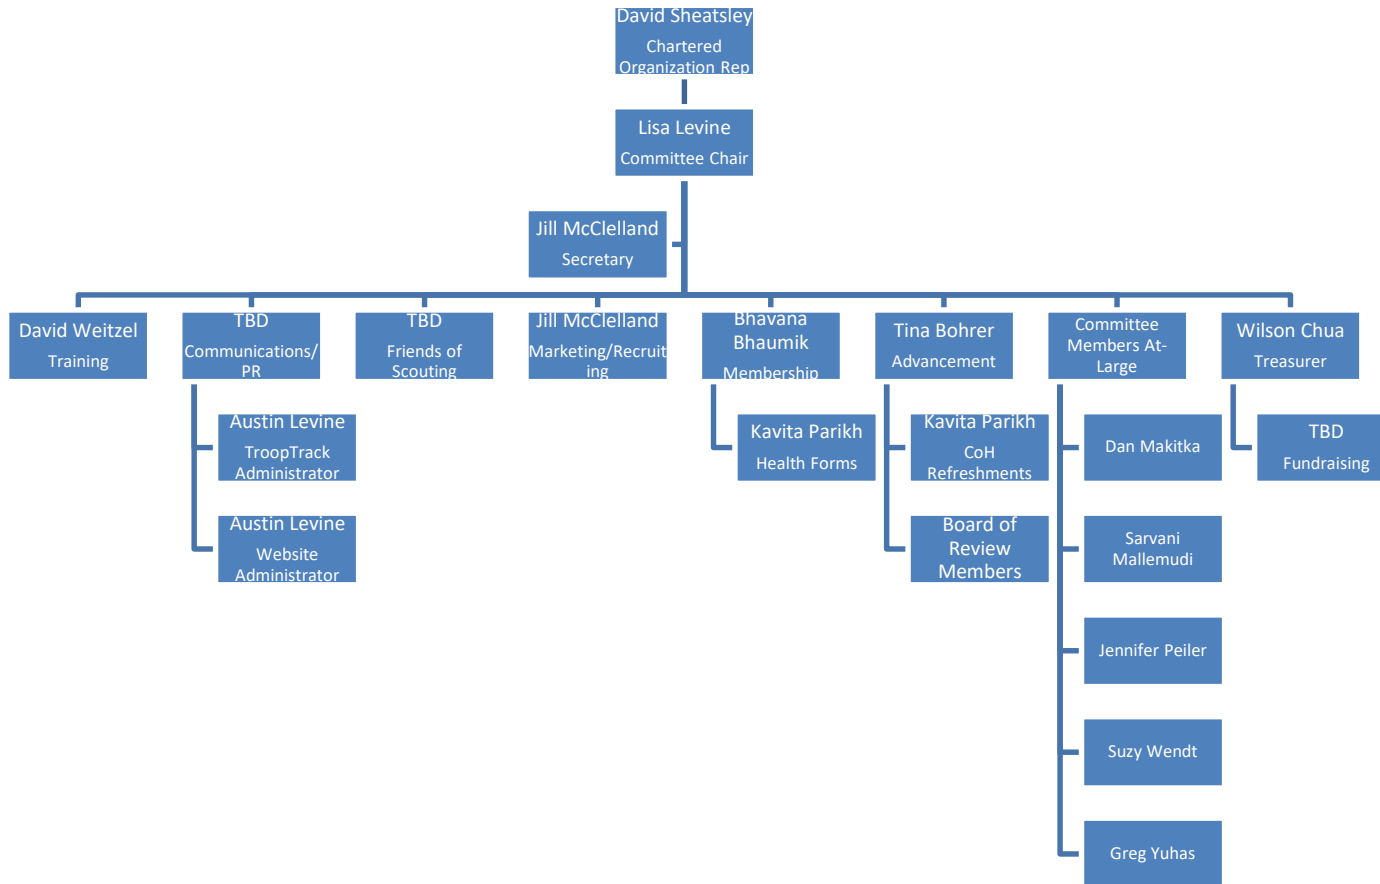 David Sheatsley
Chartered
Organization Rep
Lisa Levine
Committee Chair
Jill McClelland
Secretary
David Weitzel
Training
TBD
Communications/
PR
TBD
Friends of
Scouting
Jill McClelland
Marketing/Recruit
ing
Bhavana
Bhaumik
Membership
Tina Bohrer
Advancement
Committee
Members At-
Large
Wilson Chua
Treasurer
Austin Levine
TroopTrack
Administrator
Austin Levine
Website
Administrator
Kavita Parikh
Health Forms
Kavita Parikh
CoH
Refreshments
Board of
Review
Members
Dan Makitka
Sarvani
Mallemudi
Jennifer Peiler
Suzy Wendt
Greg Yuhas
TBD
Fundraising